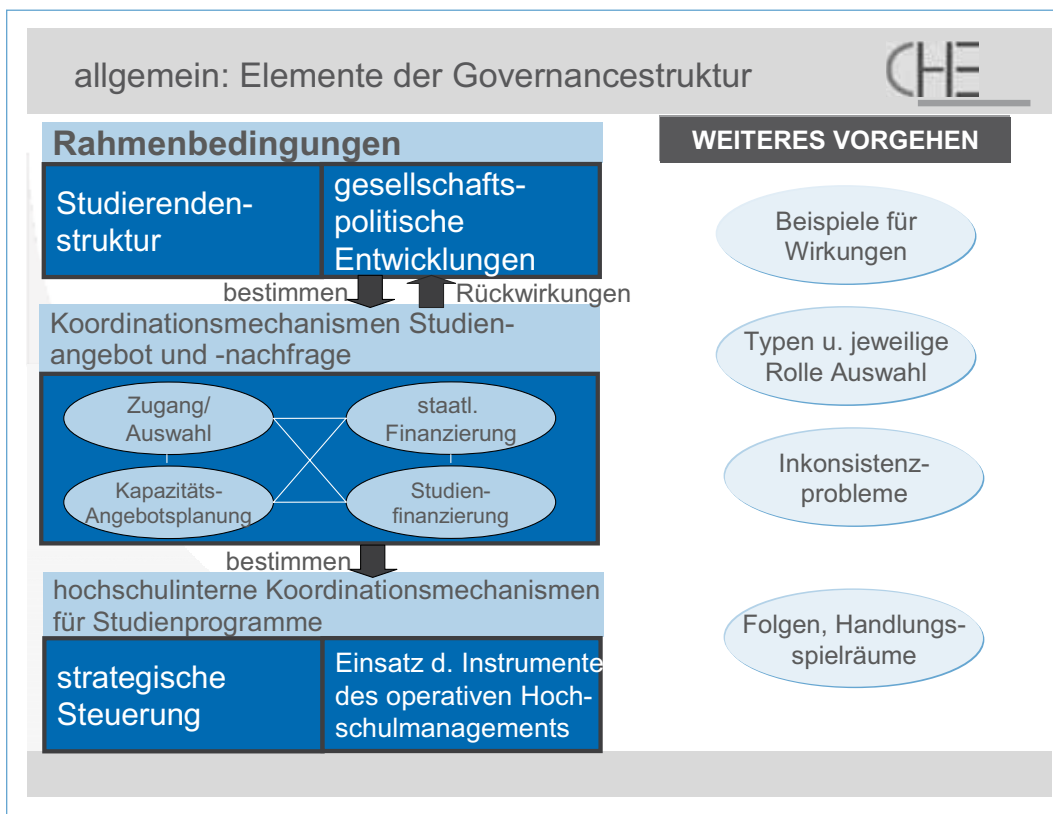 allgemein: Elemente der Governancestruktur
CHE
Rahmenbedingungen
Studierenden-
struktur
gesellschafts-
politische
Entwicklungen
bestimmen
Rückwirkungen
Koordinationsmechanismen Studien-
angebot und -nachfrage
Zugang/
Auswahl
staatl.
Finanzierung
Kapazitäts-
Angebotsplanung
Studien-
finanzierung
bestimmen
hochschulinterne Koordinationsmechanismen
für Studienprogramme
strategische
Steuerung
Einsatz d. Instrumente
des operativen Hoch-
schulmanagements
WEITERES VORGEHEN
Beispiele für
Wirkungen
Typen u. jeweilige
Rolle Auswahl
Inkonsistenz-
probleme
Folgen, Handlungs-
spielräume